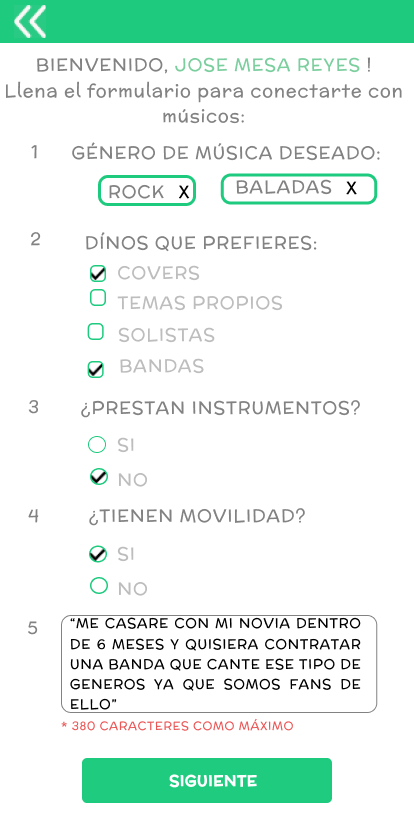 BIENVENIDO, JOSE MESA REYES !
Llena el formulario para conectarte con
músicos:
1 GÉNERO DE MÚSICA DESEADO:
ROCK X BALADAS X
2 DÍNOS QUE PREFIERES:
COVERS
TEMAS PROPIOS
SOLISTAS
BANDAS
3 ¿PRESTAN INSTRUMENTOS?
SI
NO
4 ¿TIENEN MOVILIDAD?
SI
NO
5 "ME CASARE CON MI NOVIA DENTRO
DE 6 MESES Y QUISIERA CONTRATAR
UNA BANDA QUE CANTE ESE TIPO DE
GENEROS YA QUE SOMOS FANS DE
ELLO"
* 380 CARACTERES COMO MÁXIMO
SIGUIENTE